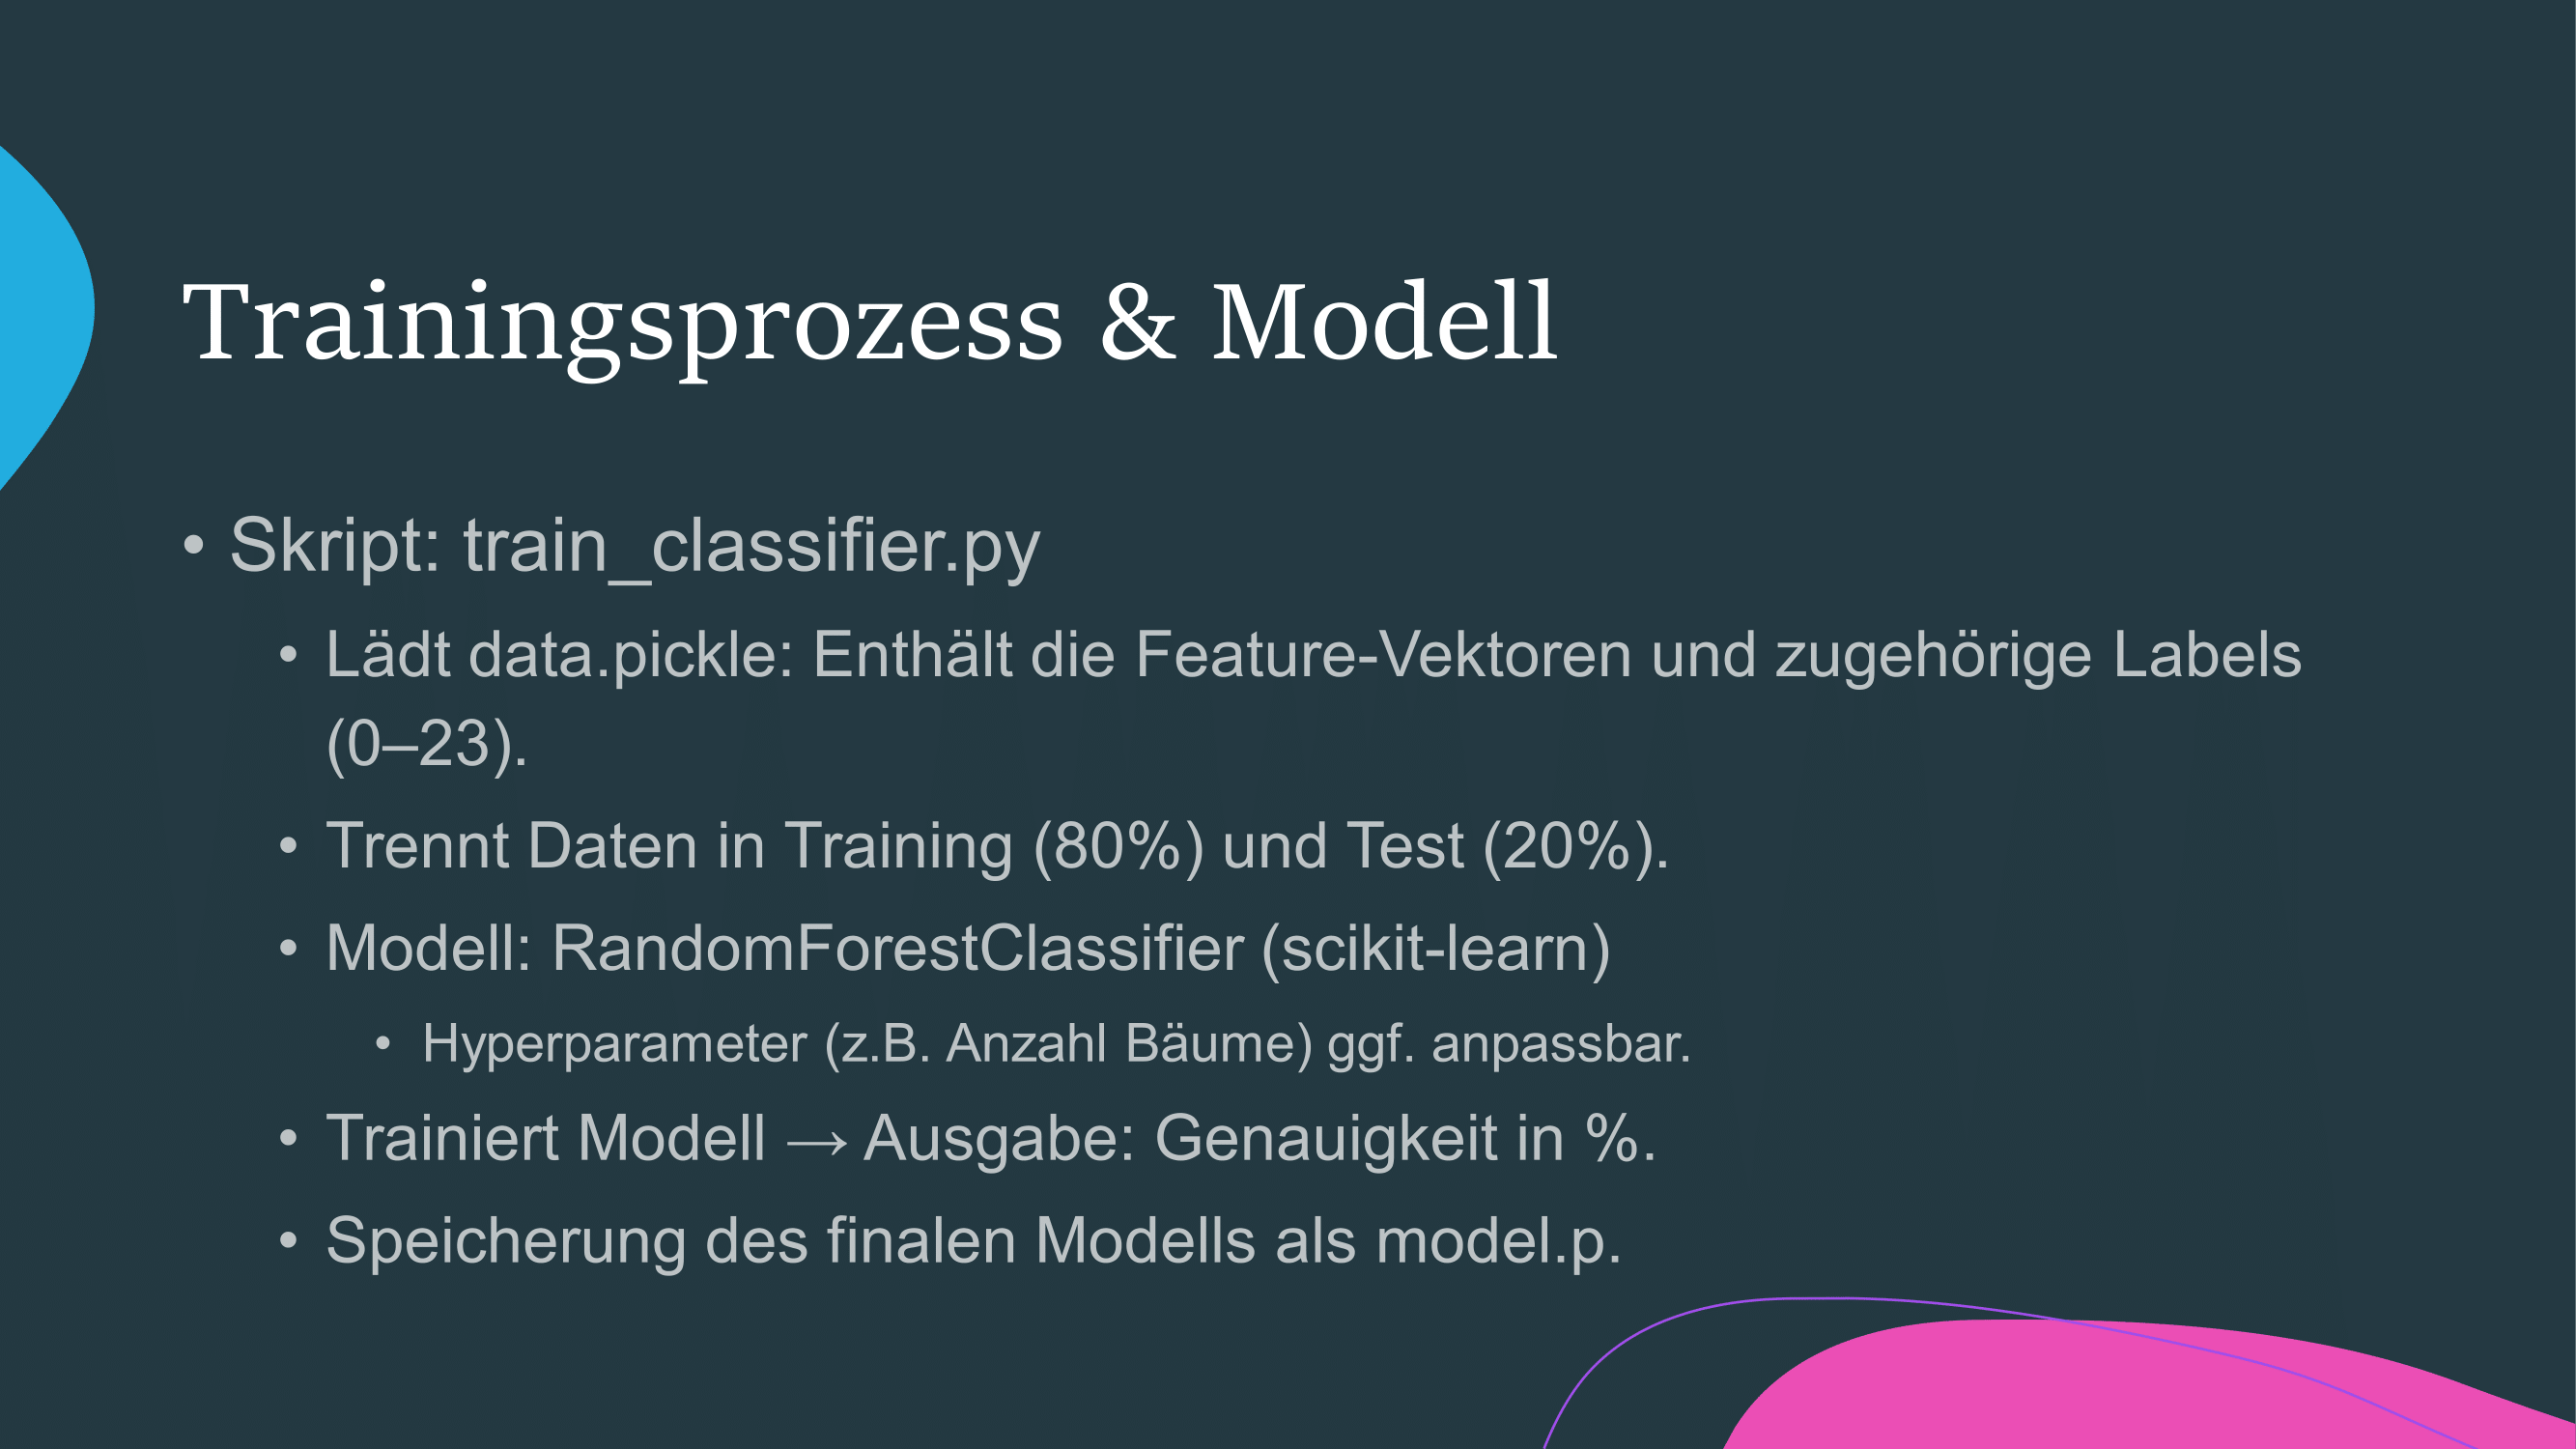 Trainingsprozess & Modell
• Skript: train_classifier.py
• Lädt data.pickle: Enthält die Feature-Vektoren und zugehörige Labels
(0–23).
• Trennt Daten in Training (80%) und Test (20%).
• Modell: RandomForestClassifier (scikit-learn)
• Hyperparameter (z.B. Anzahl Bäume) ggf. anpassbar.
• Trainiert Modell → Ausgabe: Genauigkeit in %.
• Speicherung des finalen Modells als model.p.